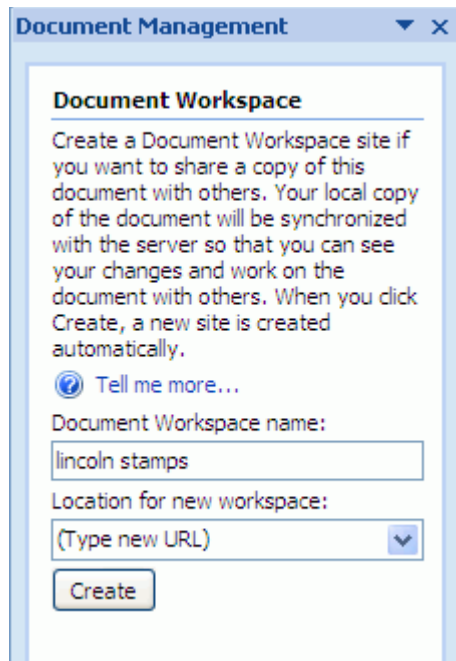 Document Management
Document Workspace
Create a Document Workspace site if
you want to share a copy of this
document with others. Your local copy
of the document will be synchronized
with the server so that you can see
your changes and work on the
document with others. When you click
Create, a new site is created
automatically.
Tell me more...
Document Workspace name:
lincoln stamps
Location for new workspace:
(Type new URL)
Create